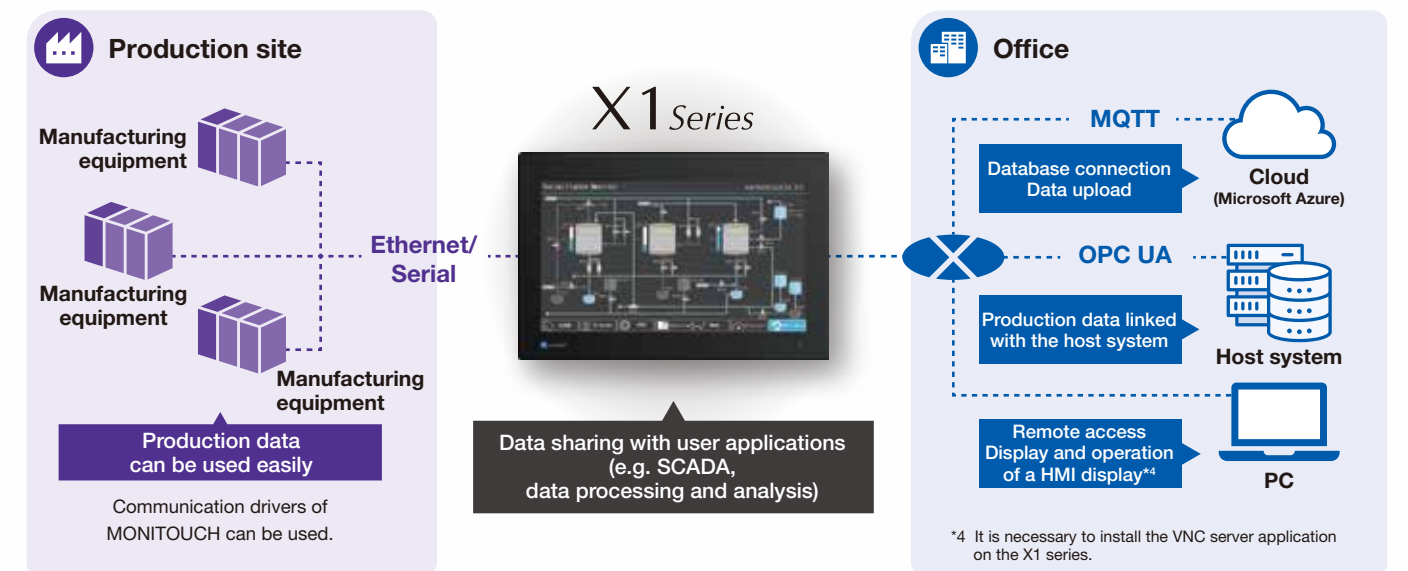 Production site
Manufacturing
equipment
Manufacturing
equipment
Manufacturing
equipment
Production data
can be used easily
Communication drivers of
MONITOUCH can be used.
Ethernet/
Serial
X1 Series
Data sharing with user applications
(e.g. SCADA,
data processing and analysis)
Office
MQTT
Database connection
Data upload
Cloud
(Microsoft Azure)
OPC UA
Production data linked
with the host system
Host system
Remote access
Display and operation
of a HMI display*4
PC
*4 It is necessary to install the VNC server application
on the X1 series.